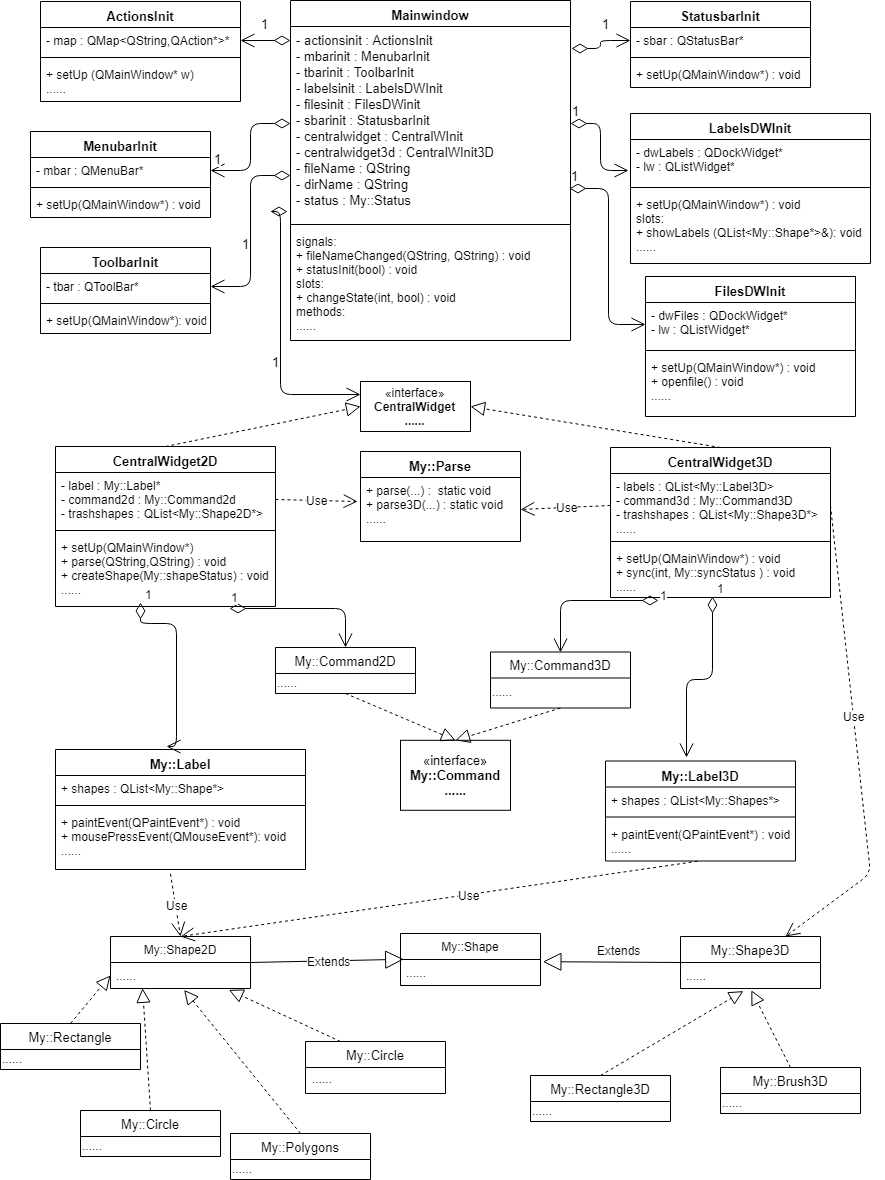 ActionsInit
- map : QMap<QString,QAction*>*
+ setUp (QMainWindow* w)
......
1
Mainwindow
- actionsinit : ActionsInit
- mbarinit : MenubarInit
- tbarinit : ToolbarInit
- labelsinit : LabelsDWInit
- filesinit : FilesDWinit
- sbarinit : StatusbarInit
- centralwidget : CentralWInit
- centralwidget3d : CentralWInit3D
- fileName : QString
- dirName : QString
- status : My::Status
signals:
+ fileNameChanged(QString, QString) : void
+ statusInit(bool) : void
slots:
+ changeState(int, bool) : void
methods:
......
1
StatusbarInit
- sbar : QStatusBar*
+ setUp(QMainWindow*) : void
......
1
LabelsDWInit
- dwLabels : QDockWidget*
- lw : QListWidget*
+ setUp(QMainWindow*) : void
slots:
+ showLabels (QList<My::Shape*>&): void
......
MenubarInit
- mbar : QMenuBar*
+ setUp(QMainWindow*) : void
1
1
ToolbarInit
- tbar : QToolBar*
+ setUp(QMainWindow*): void
1
FilesDWInit
- dwFiles : QDockWidget*
- lw : QListWidget*
+ setUp(QMainWindow*) : void
+ openfile() : void
......
1
«interface»
CentralWidget
......
CentralWidget2D
- label : My::Label*
- command2d : My::Command2d
- trashshapes : QList<My::Shape2D*>
+ setUp(QMainWindow*)
+ parse(QString,QString) : void
+ createShape(My::shapeStatus) : void
......
Use
My::Parse
+ parse(...) :  static void
+ parse3D(...) : static void
......
Use
CentralWidget3D
- labels : QList<My::Label3D>
- command3d : My::Command3D
- trashshapes : QList<My::Shape3D*>
......
+ setUp(QMainWindow*) : void
+ sync(int, My::syncStatus ) : void
......
1
1
1
1
My::Command2D
......
My::Command3D
......
Use
«interface»
My::Command
......
My::Label
+ shapes : QList<My::Shape*>
+ paintEvent(QPaintEvent*) : void
+ mousePressEvent(QMouseEvent*): void
......
My::Label3D
+ shapes : QList<My::Shapes*>
+ paintEvent(QPaintEvent*) : void
......
Use
Use
My::Shape2D
......
Extends
My::Shape
......
Extends
My::Shape3D
......
My::Rectangle
......
My::Circle
......
My::Circle
......
My::Polygons
......
My::Rectangle3D
......
My::Brush3D
......